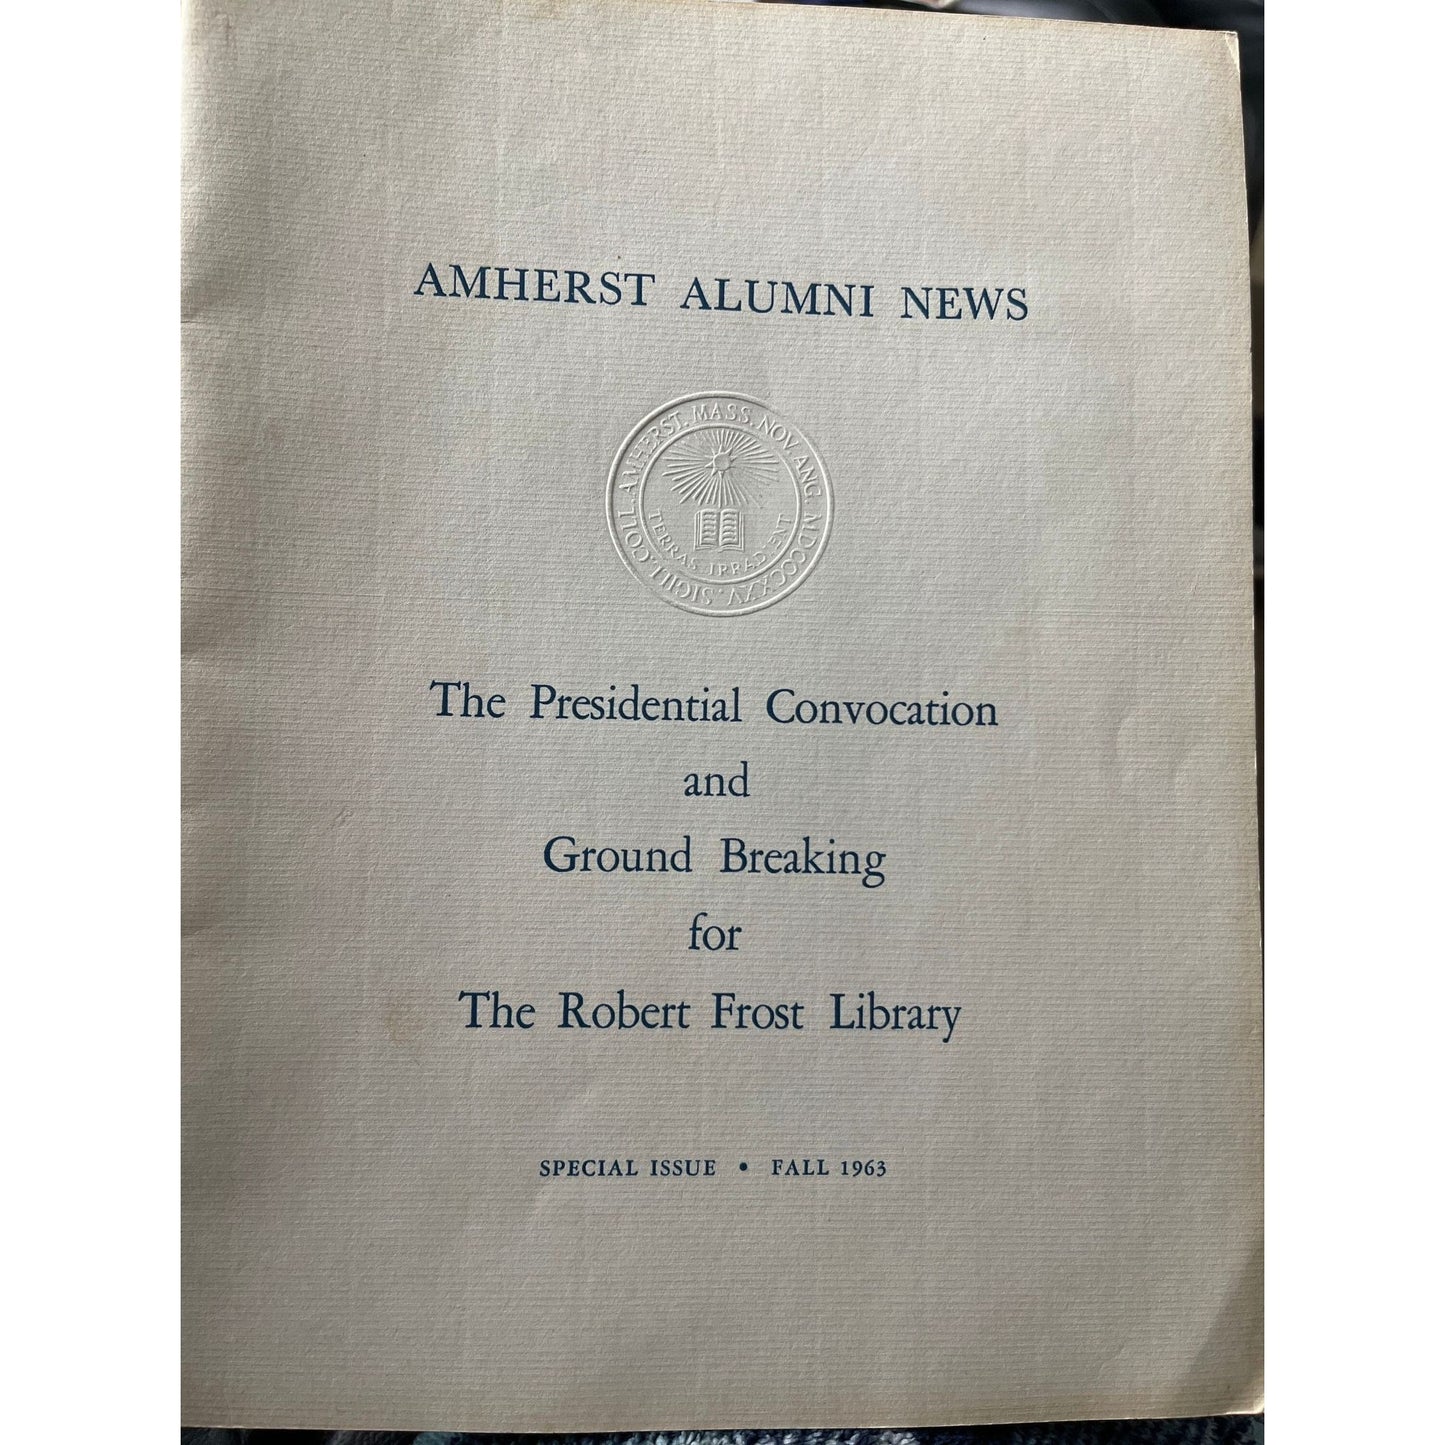 AMHERST ALUMNI NEWS
SIGILL. COLL. AMHERST. MASS. NOV. ANG. MDCCCXXV.
TERRAS IRRADIENT
The Presidential Convocation
and
Ground Breaking
for
The Robert Frost Library
SPECIAL ISSUE • FALL 1963